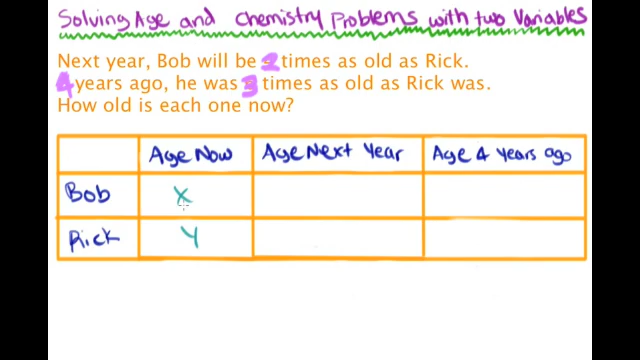 Solving Age and Chemistry Problems with two Variables
Next year, Bob will be 2 times as old as Rick.
4 years ago, he was 3 times as old as Rick was.
How old is each one now?
Age Now Age Next Year Age 4 Years ago
Bob X
Rick Y